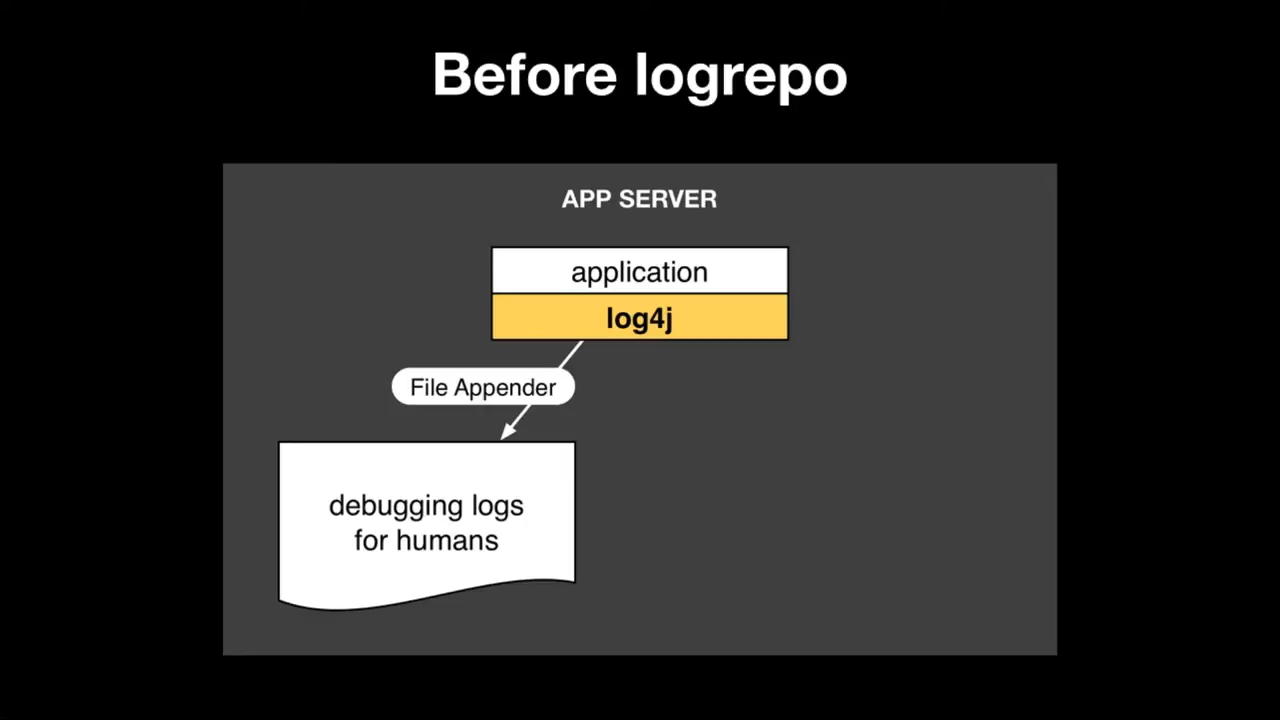 Before logrepo
APP SERVER
application
log4j
File Appender
debugging logs
for humans